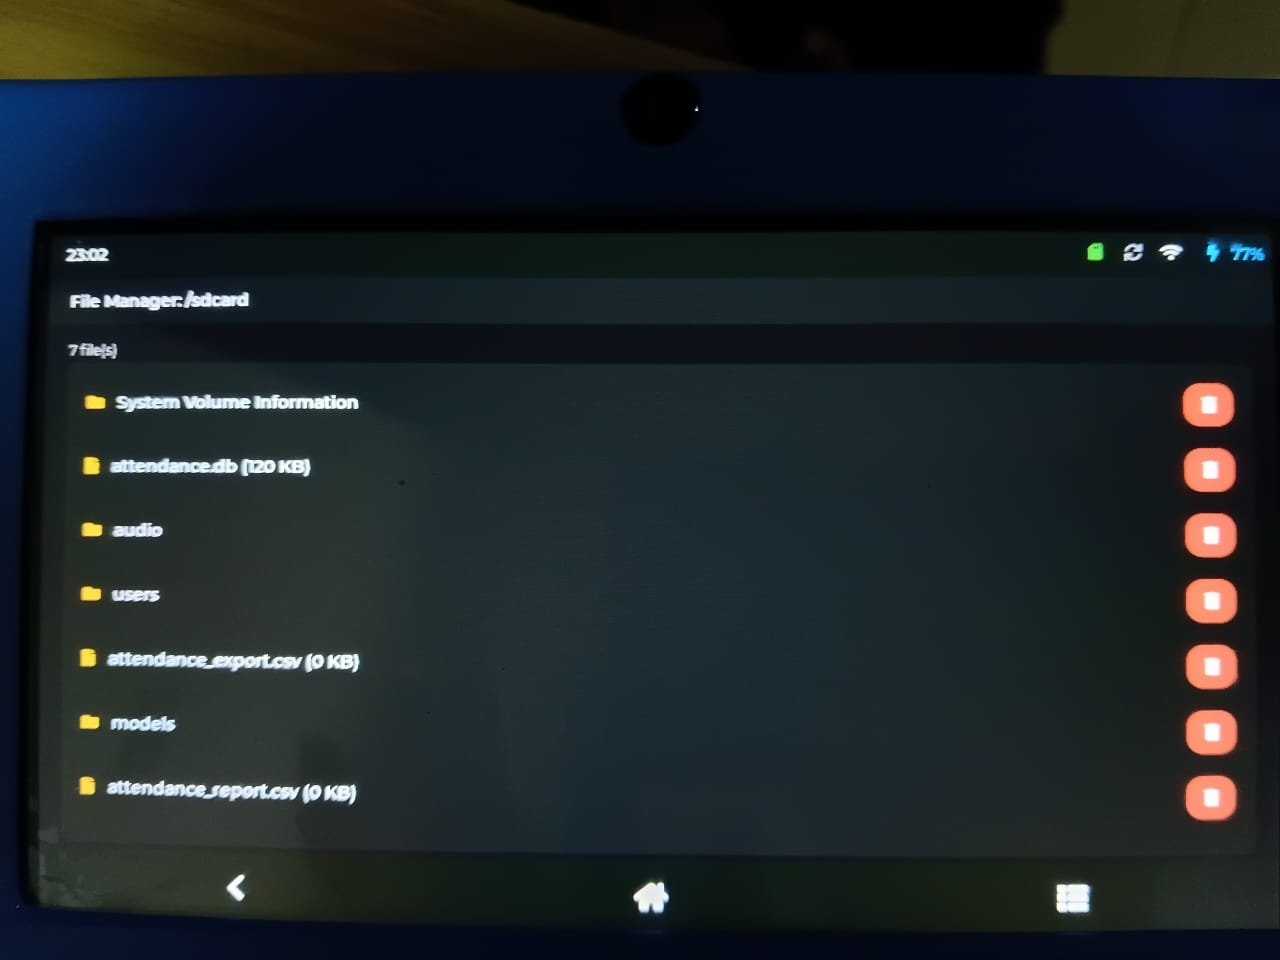 23:02
77%
File Manager: /sdcard
7 file(s)
System Volume Information
attendance.db (120 KB)
audio
users
attendance_export.csv (0 KB)
models
attendance_report.csv (0 KB)